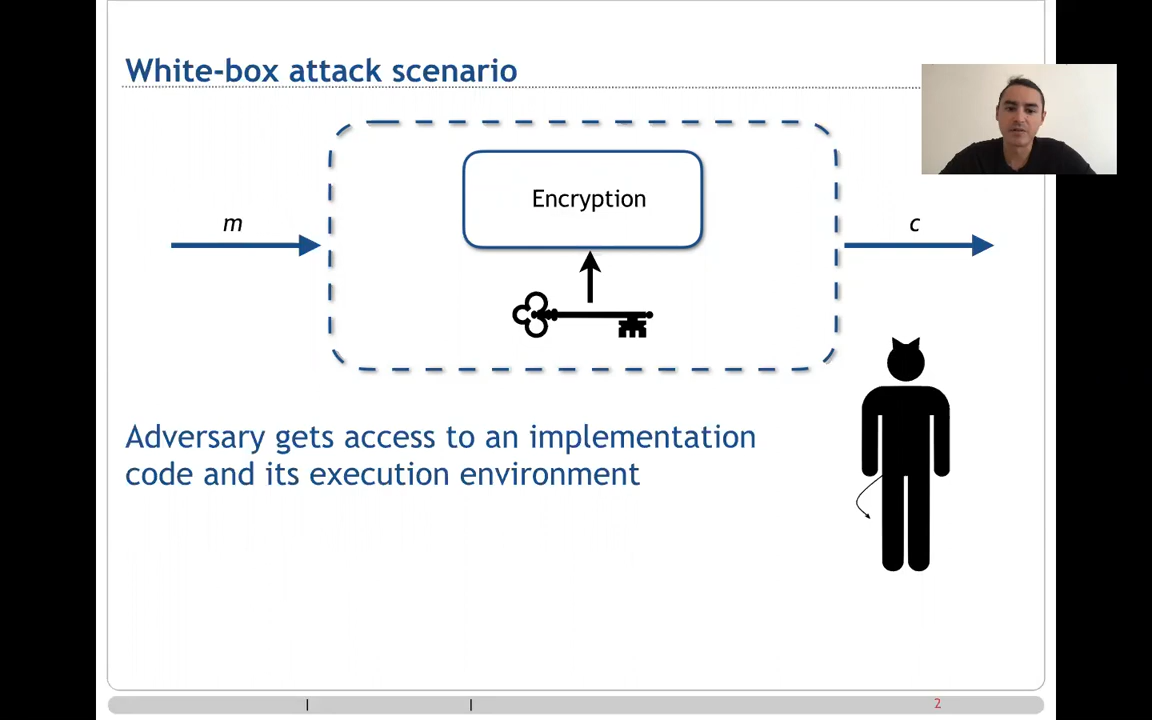 White-box attack scenario
Encryption
m
c
Adversary gets access to an implementation
code and its execution environment
2